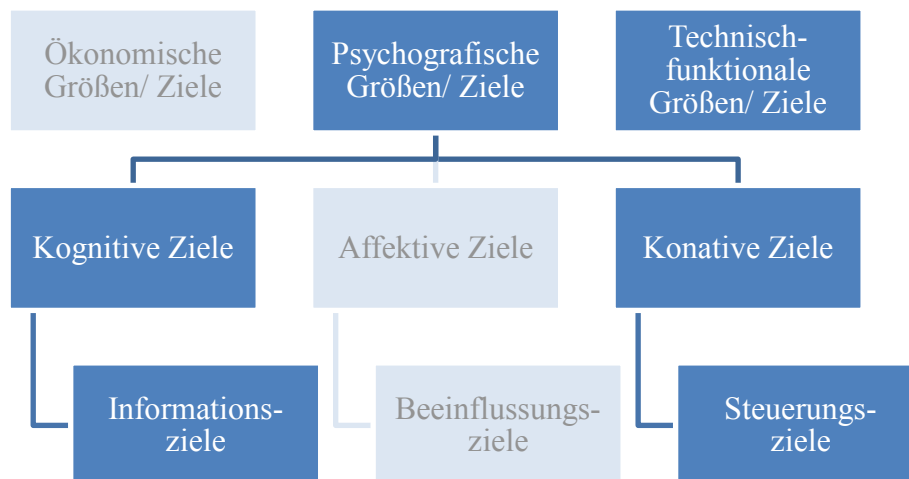 Ökonomische
Größen/ Ziele
Psychografische
Größen/ Ziele
Technisch-
funktionale
Größen/ Ziele
Kognitive Ziele
Affektive Ziele
Konative Ziele
Informations-
ziele
Beeinflussungs-
ziele
Steuerungs-
ziele